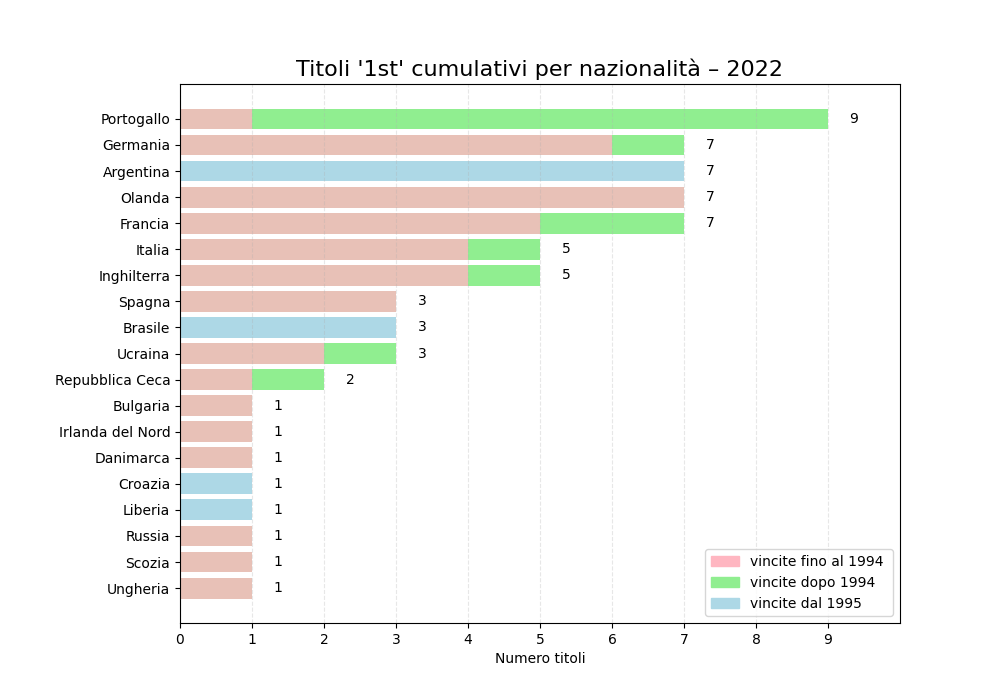 Titoli '1st' cumulativi per nazionalità – 2022
Portogallo 9
Germania 7
Argentina 7
Olanda 7
Francia 7
Italia 5
Inghilterra 5
Spagna 3
Brasile 3
Ucraina 3
Repubblica Ceca 2
Bulgaria 1
Irlanda del Nord 1
Danimarca 1
Croazia 1
Liberia 1
Russia 1
Scozia 1
Ungheria 1
vincite fino al 1994
vincite dopo 1994
vincite dal 1995
0 1 2 3 4 5 6 7 8 9
Numero titoli